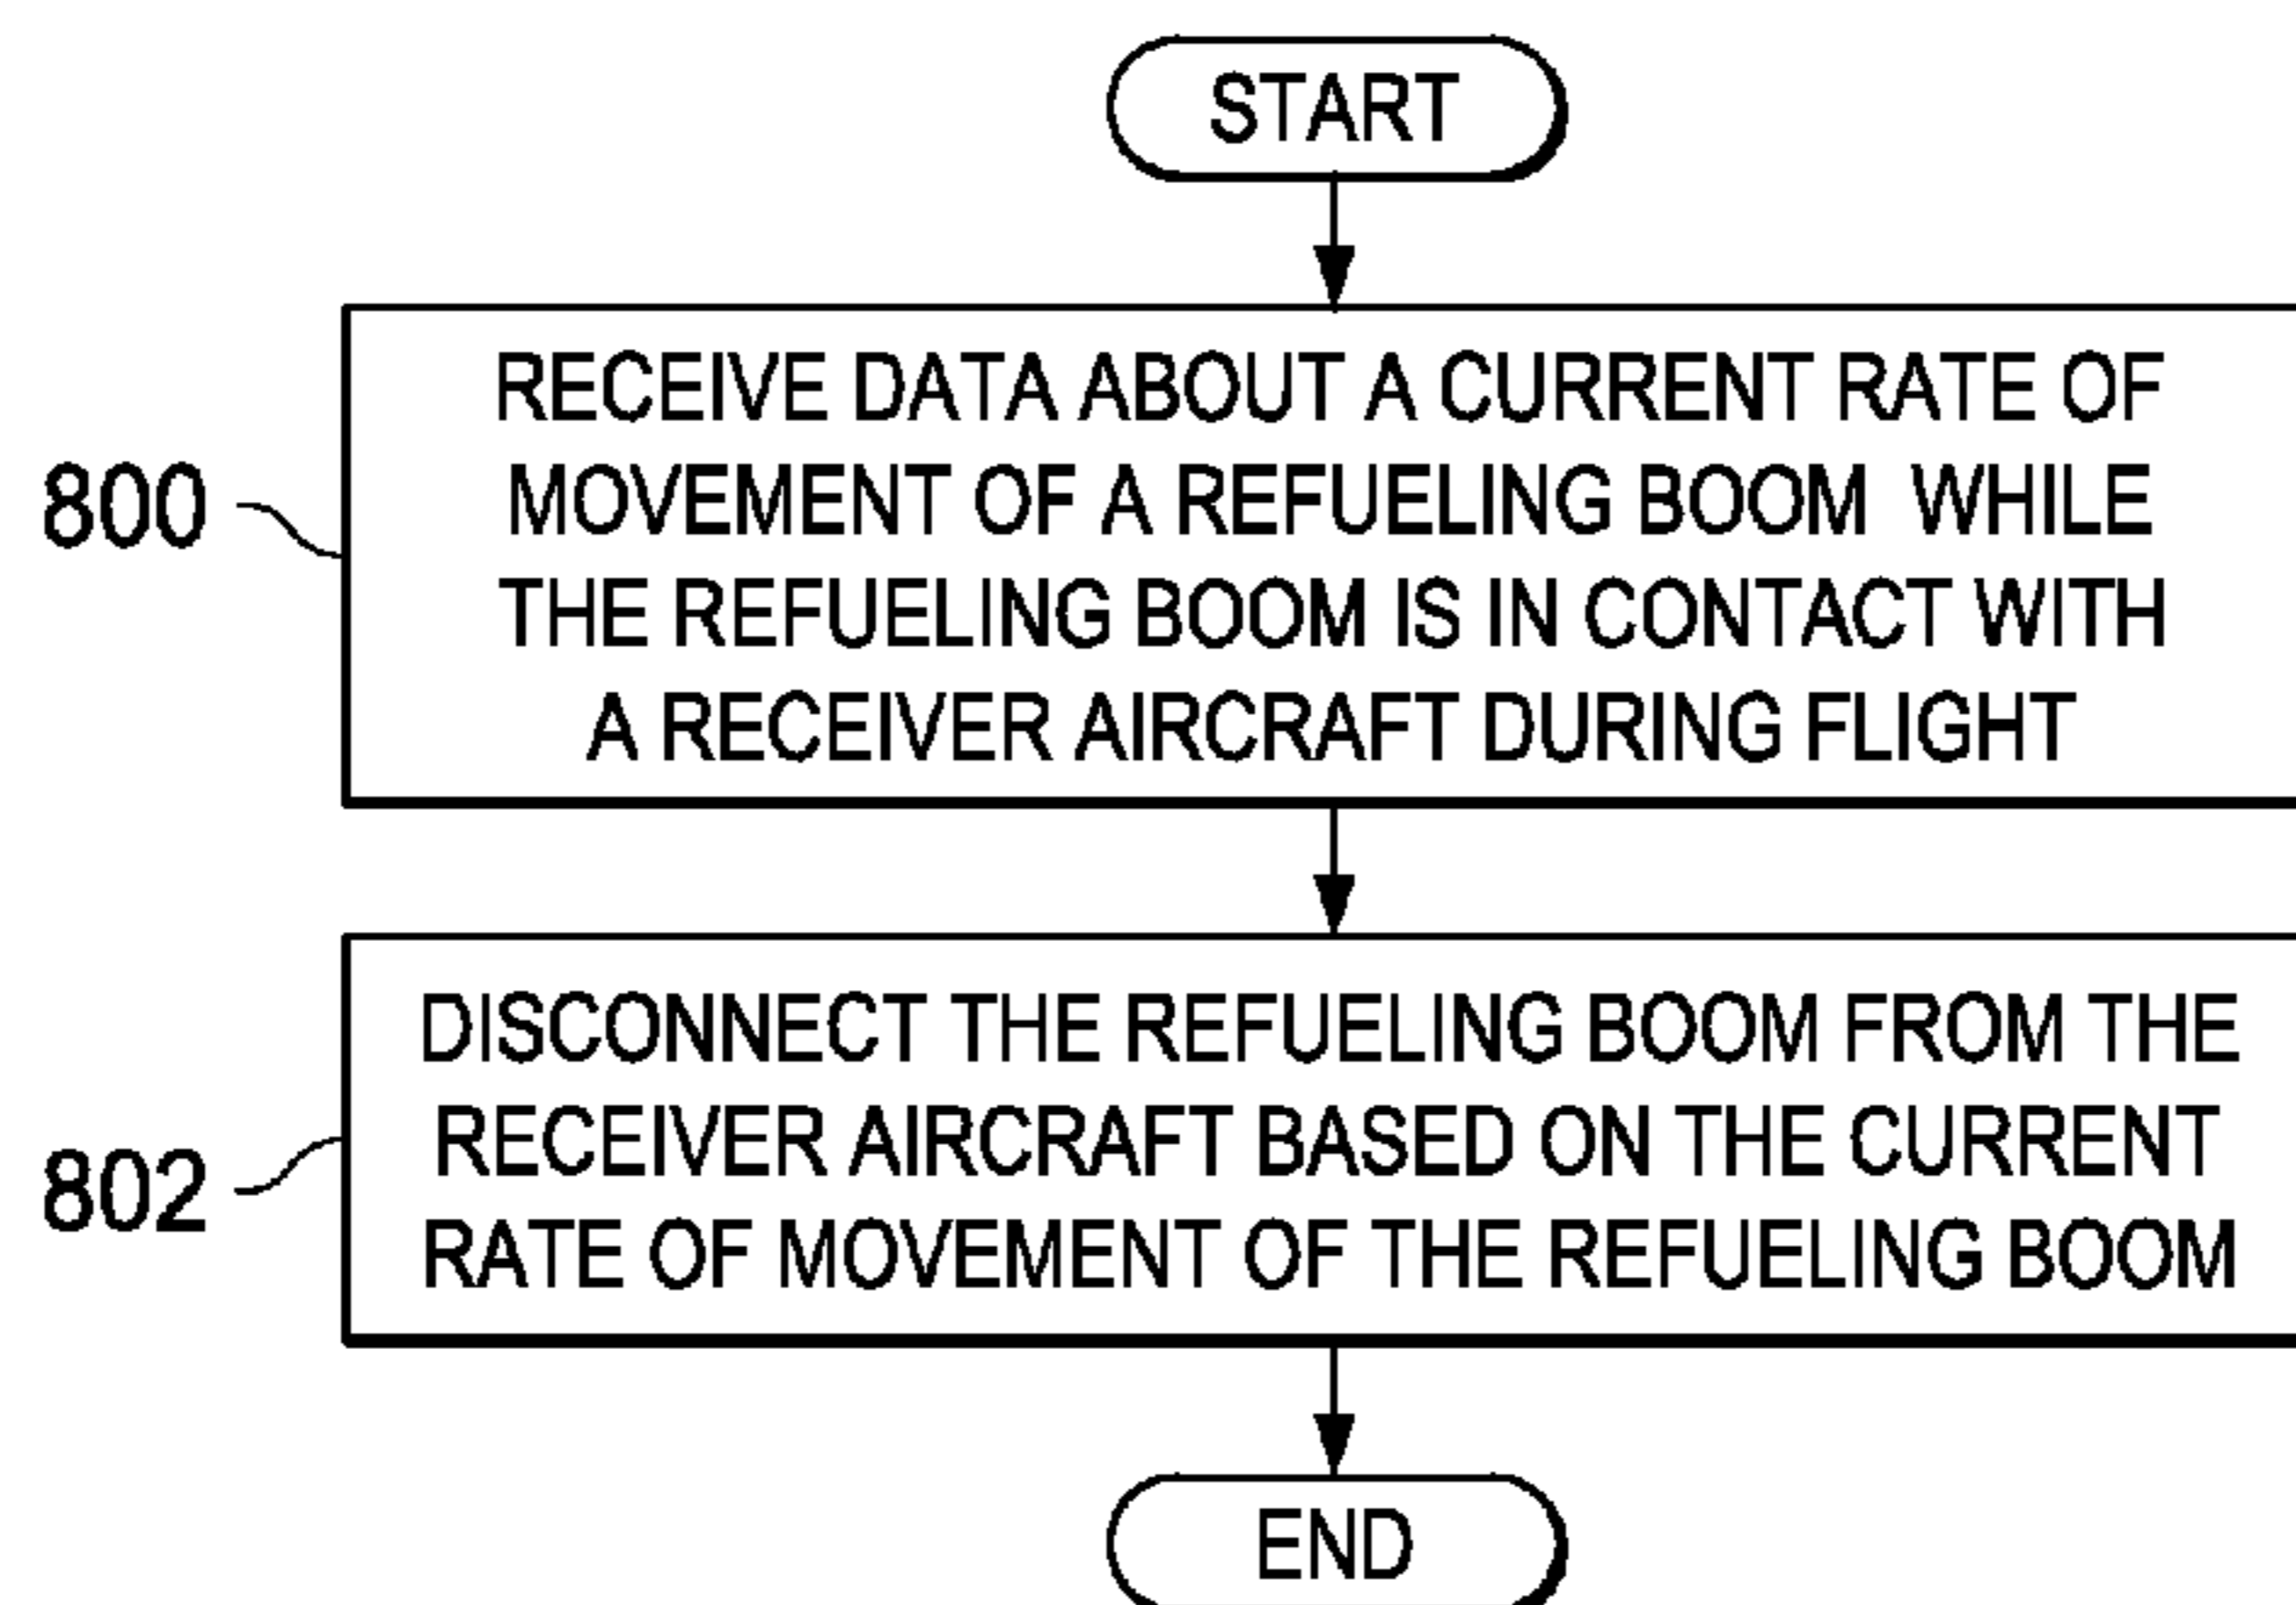 START
800
RECEIVE DATA ABOUT A CURRENT RATE OF
MOVEMENT OF A REFUELING BOOM WHILE
THE REFUELING BOOM IS IN CONTACT WITH
A RECEIVER AIRCRAFT DURING FLIGHT
802
DISCONNECT THE REFUELING BOOM FROM THE
RECEIVER AIRCRAFT BASED ON THE CURRENT
RATE OF MOVEMENT OF THE REFUELING BOOM
END